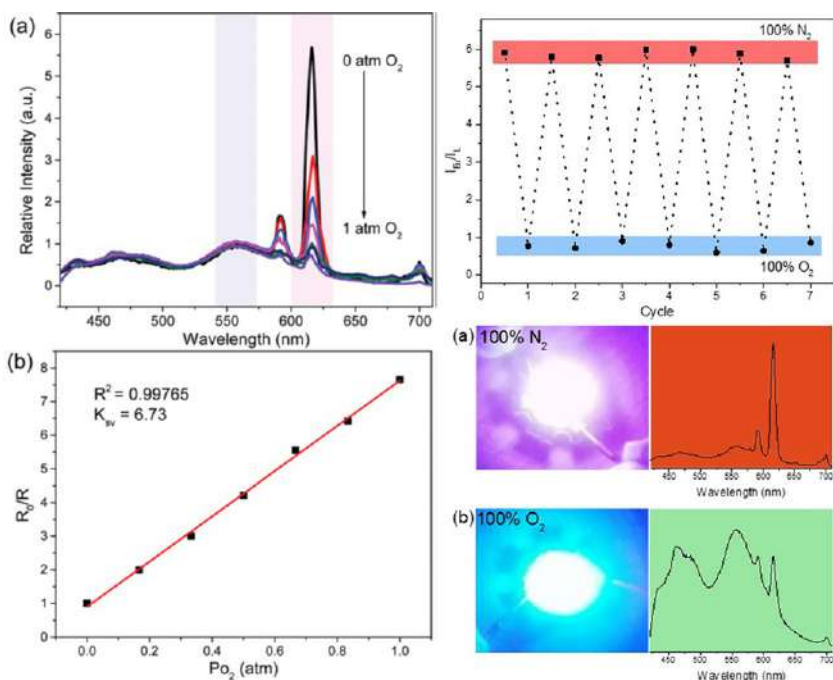 (a)
Relative Intensity (a.u.)
6
5
4
3
2
1
0
0 atm O₂
1 atm O₂
450 500 550 600 650 700
Wavelength (nm)
(b)
R₀/R
8
7
6
5
4
3
2
1
0
R² = 0.99765
Kₛᵥ = 6.73
0.0 0.2 0.4 0.6 0.8 1.0
Po₂ (atm)
100% N₂
7
6
5
4
3
2
1
0
100% O₂
0 1 2 3 4 5 6 7
Cycle
(a) 100% N₂
450 500 550 600 650 700
Wavelength (nm)
(b) 100% O₂
450 500 550 600 650 700
Wavelength (nm)